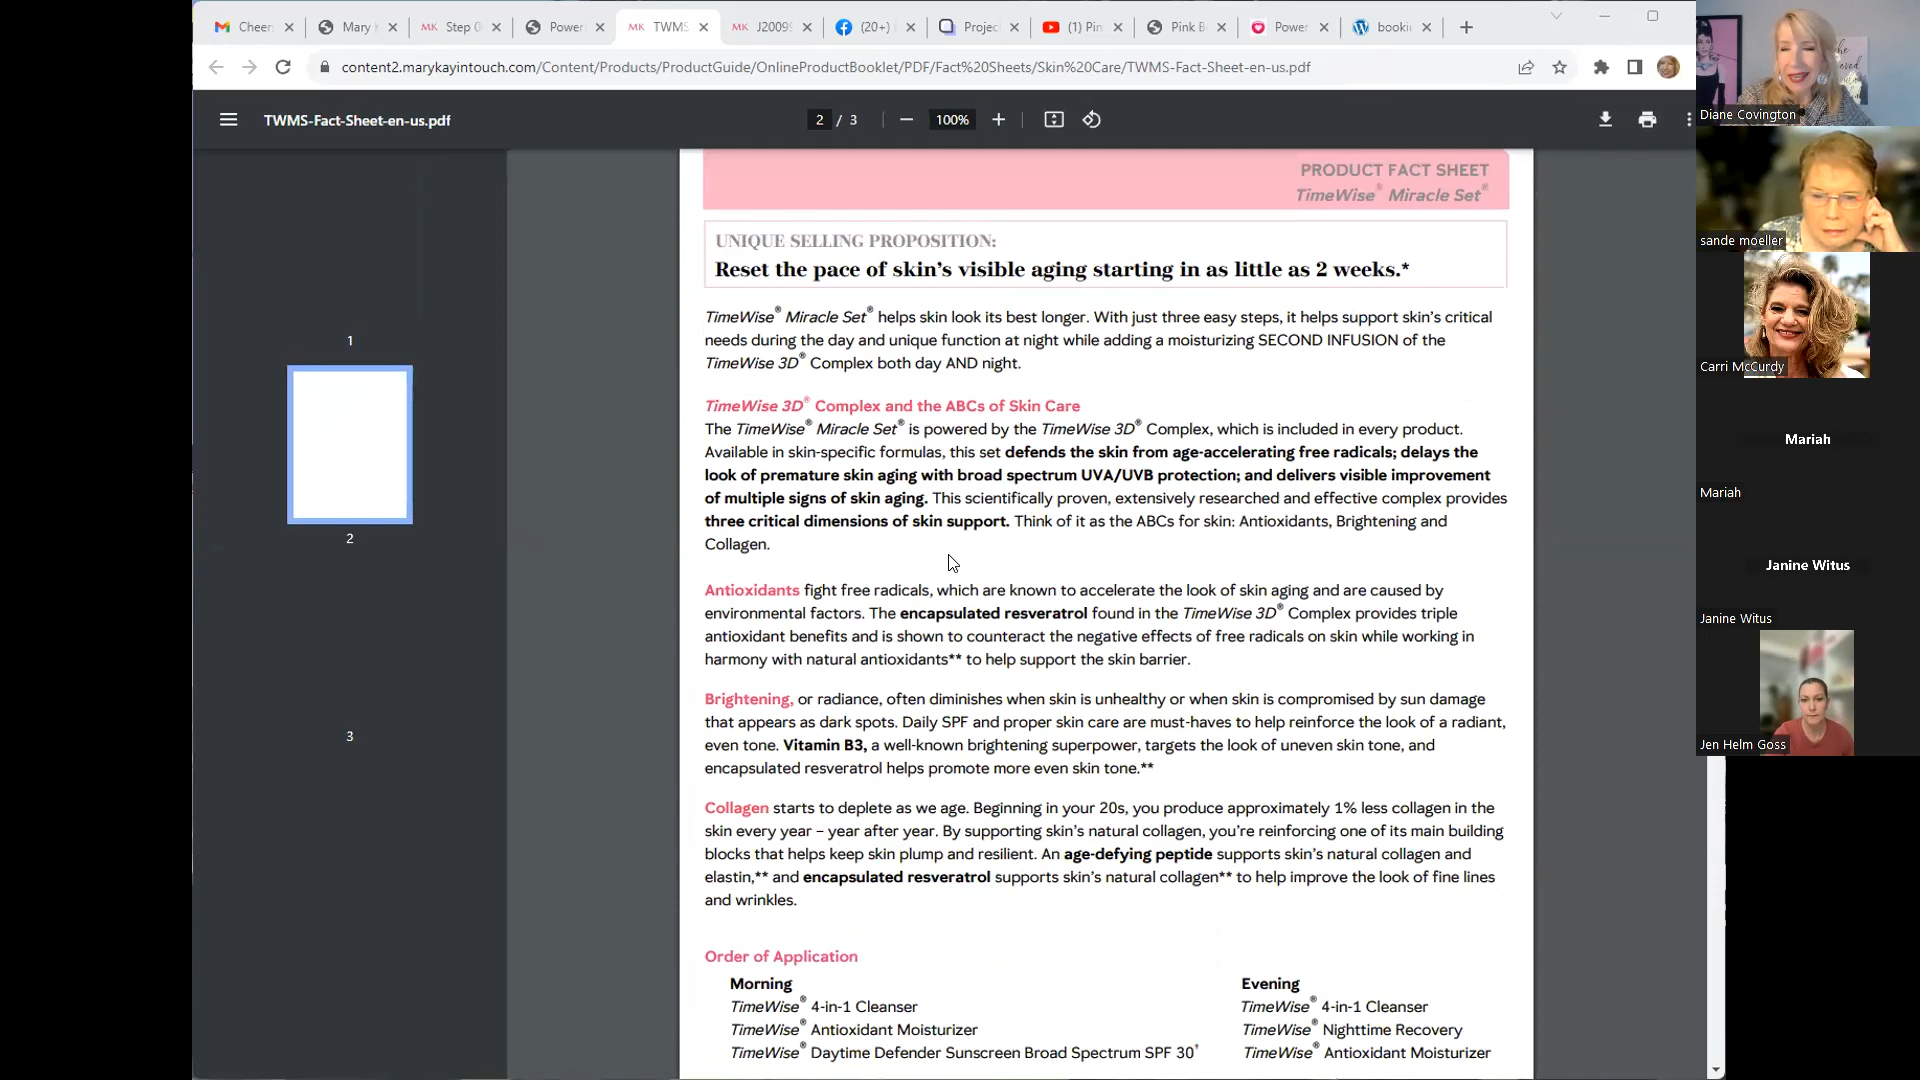 Cheer
Mary
Step 0
Power
TWMS
J2009
(20+)
Projec
(1) Pin
Pink B
Power
bookin
content2.marykayintouch.com/Content/Products/ProductGuide/OnlineProductBooklet/PDF/Fact%20Sheets/Skin%20Care/TWMS-Fact-Sheet-en-us.pdf
TWMS-Fact-Sheet-en-us.pdf
2 / 3
100%
1
2
3
PRODUCT FACT SHEET
TimeWise® Miracle Set®
UNIQUE SELLING PROPOSITION:
Reset the pace of skin's visible aging starting in as little as 2 weeks.*
TimeWise® Miracle Set® helps skin look its best longer. With just three easy steps, it helps support skin's critical
needs during the day and unique function at night while adding a moisturizing SECOND INFUSION of the
TimeWise 3D® Complex both day AND night.
TimeWise 3D® Complex and the ABCs of Skin Care
The TimeWise® Miracle Set® is powered by the TimeWise 3D® Complex, which is included in every product.
Available in skin-specific formulas, this set defends the skin from age-accelerating free radicals; delays the
look of premature skin aging with broad spectrum UVA/UVB protection; and delivers visible improvement
of multiple signs of skin aging. This scientifically proven, extensively researched and effective complex provides
three critical dimensions of skin support. Think of it as the ABCs for skin: Antioxidants, Brightening and
Collagen.
Antioxidants fight free radicals, which are known to accelerate the look of skin aging and are caused by
environmental factors. The encapsulated resveratrol found in the TimeWise 3D® Complex provides triple
antioxidant benefits and is shown to counteract the negative effects of free radicals on skin while working in
harmony with natural antioxidants** to help support the skin barrier.
Brightening, or radiance, often diminishes when skin is unhealthy or when skin is compromised by sun damage
that appears as dark spots. Daily SPF and proper skin care are must-haves to help reinforce the look of a radiant,
even tone. Vitamin B3, a well-known brightening superpower, targets the look of uneven skin tone, and
encapsulated resveratrol helps promote more even skin tone.**
Collagen starts to deplete as we age. Beginning in your 20s, you produce approximately 1% less collagen in the
skin every year – year after year. By supporting skin's natural collagen, you're reinforcing one of its main building
blocks that helps keep skin plump and resilient. An age-defying peptide supports skin's natural collagen and
elastin,** and encapsulated resveratrol supports skin's natural collagen** to help improve the look of fine lines
and wrinkles.
Order of Application
Morning
TimeWise® 4-in-1 Cleanser
TimeWise® Antioxidant Moisturizer
TimeWise® Daytime Defender Sunscreen Broad Spectrum SPF 30†
Evening
TimeWise® 4-in-1 Cleanser
TimeWise® Nighttime Recovery
TimeWise® Antioxidant Moisturizer
Diane Covington
sande moeller
Carri McCurdy
Mariah
Mariah
Janine Witus
Janine Witus
Jen Helm Goss